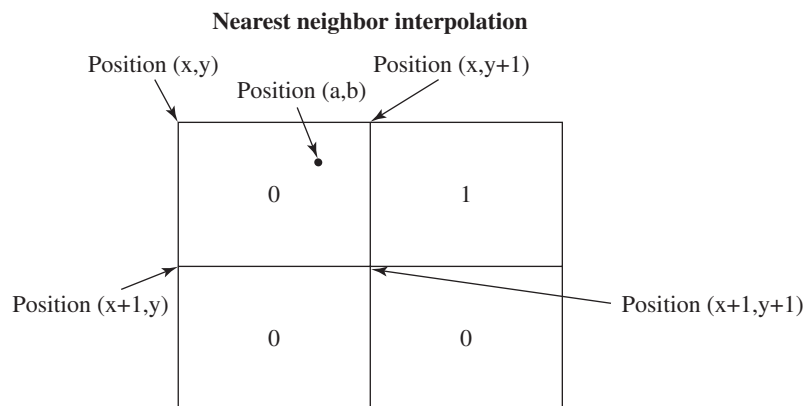 Nearest neighbor interpolation
Position (x,y)
Position (x,y+1)
Position (a,b)
0
1
Position (x+1,y)
Position (x+1,y+1)
0
0